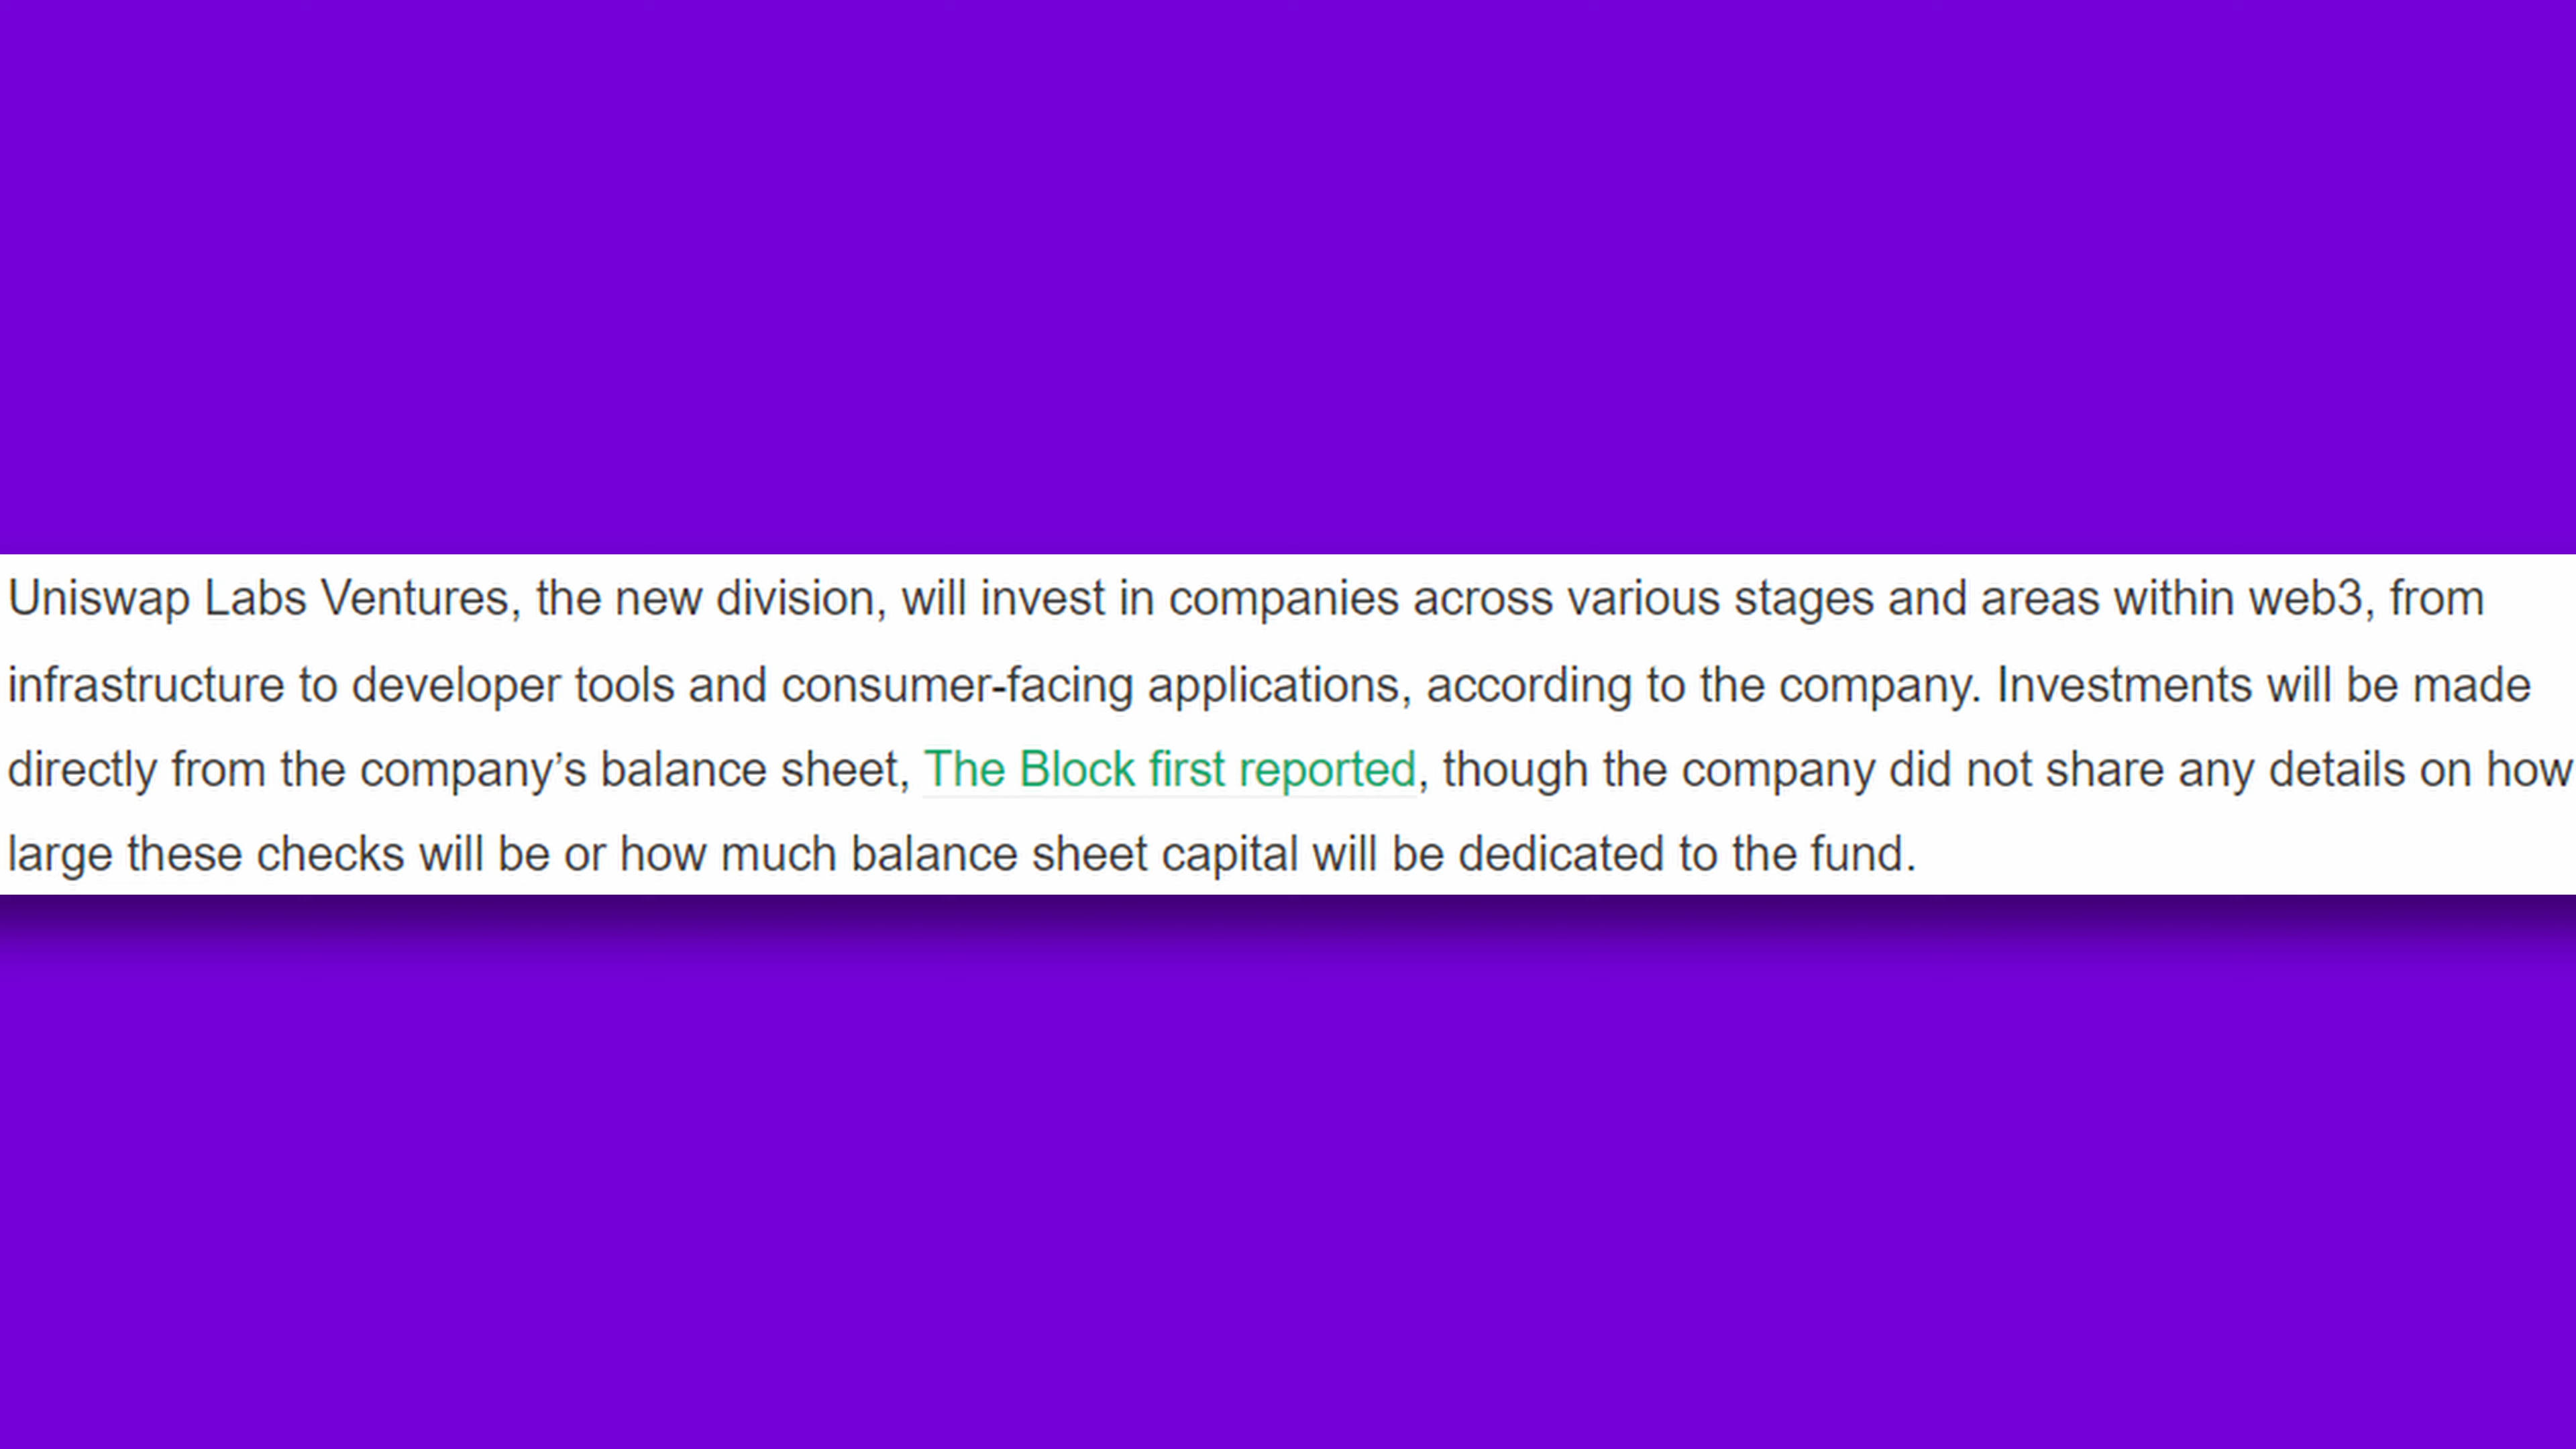 Uniswap Labs Ventures, the new division, will invest in companies across various stages and areas within web3, from
infrastructure to developer tools and consumer-facing applications, according to the company. Investments will be made
directly from the company’s balance sheet, The Block first reported, though the company did not share any details on how
large these checks will be or how much balance sheet capital will be dedicated to the fund.